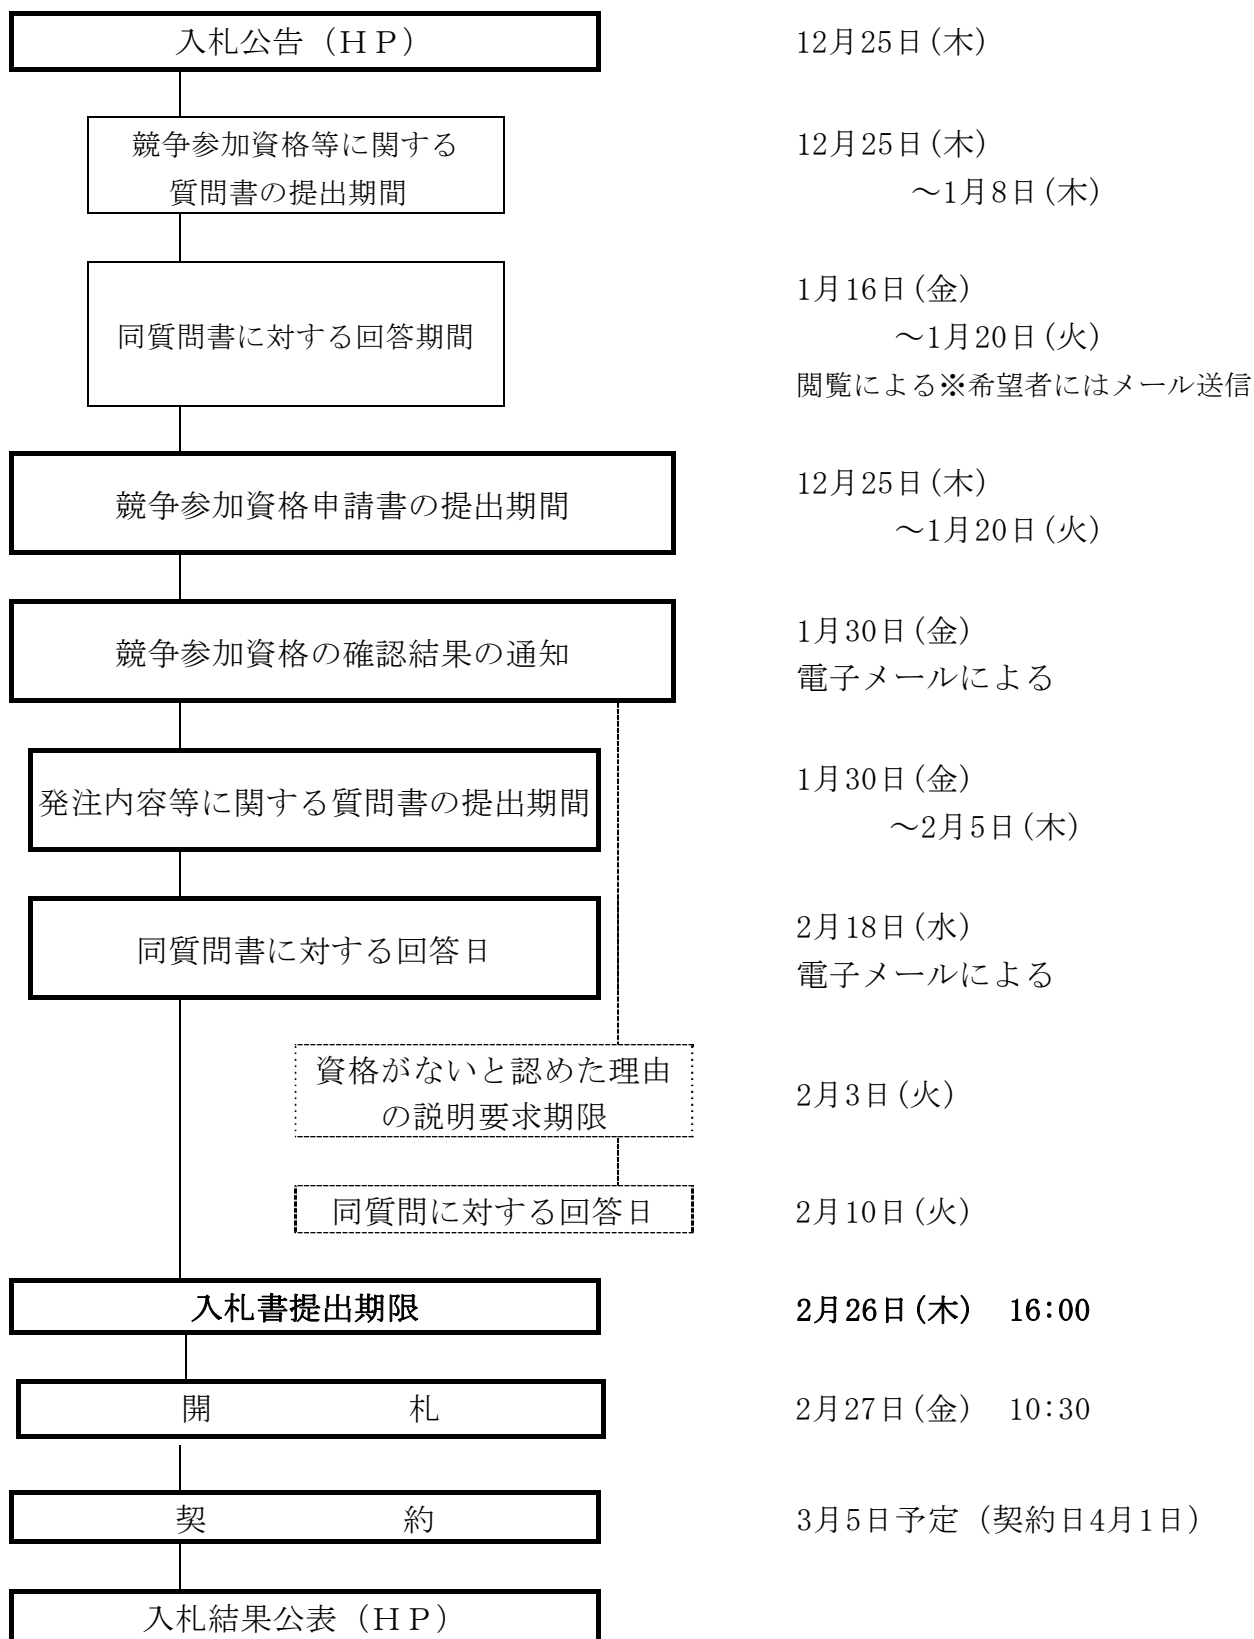 入札公告（ＨＰ）
12月25日(木)
競争参加資格等に関する
質問書の提出期間
12月25日(木)
～1月8日(木)
同質問書に対する回答期間
1月16日(金)
～1月20日(火)
閲覧による※希望者にはメール送信
競争参加資格申請書の提出期間
12月25日(木)
～1月20日(火)
競争参加資格の確認結果の通知
1月30日(金)
電子メールによる
発注内容等に関する質問書の提出期間
1月30日(金)
～2月5日(木)
同質問書に対する回答日
2月18日(水)
電子メールによる
資格がないと認めた理由
の説明要求期限
2月3日(火)
同質問に対する回答日
2月10日(火)
入札書提出期限
2月26日(木)　16:00
開　　　　　　札
2月27日(金)　10:30
契　　　　　　約
3月5日予定（契約日4月1日）
入札結果公表（ＨＰ）